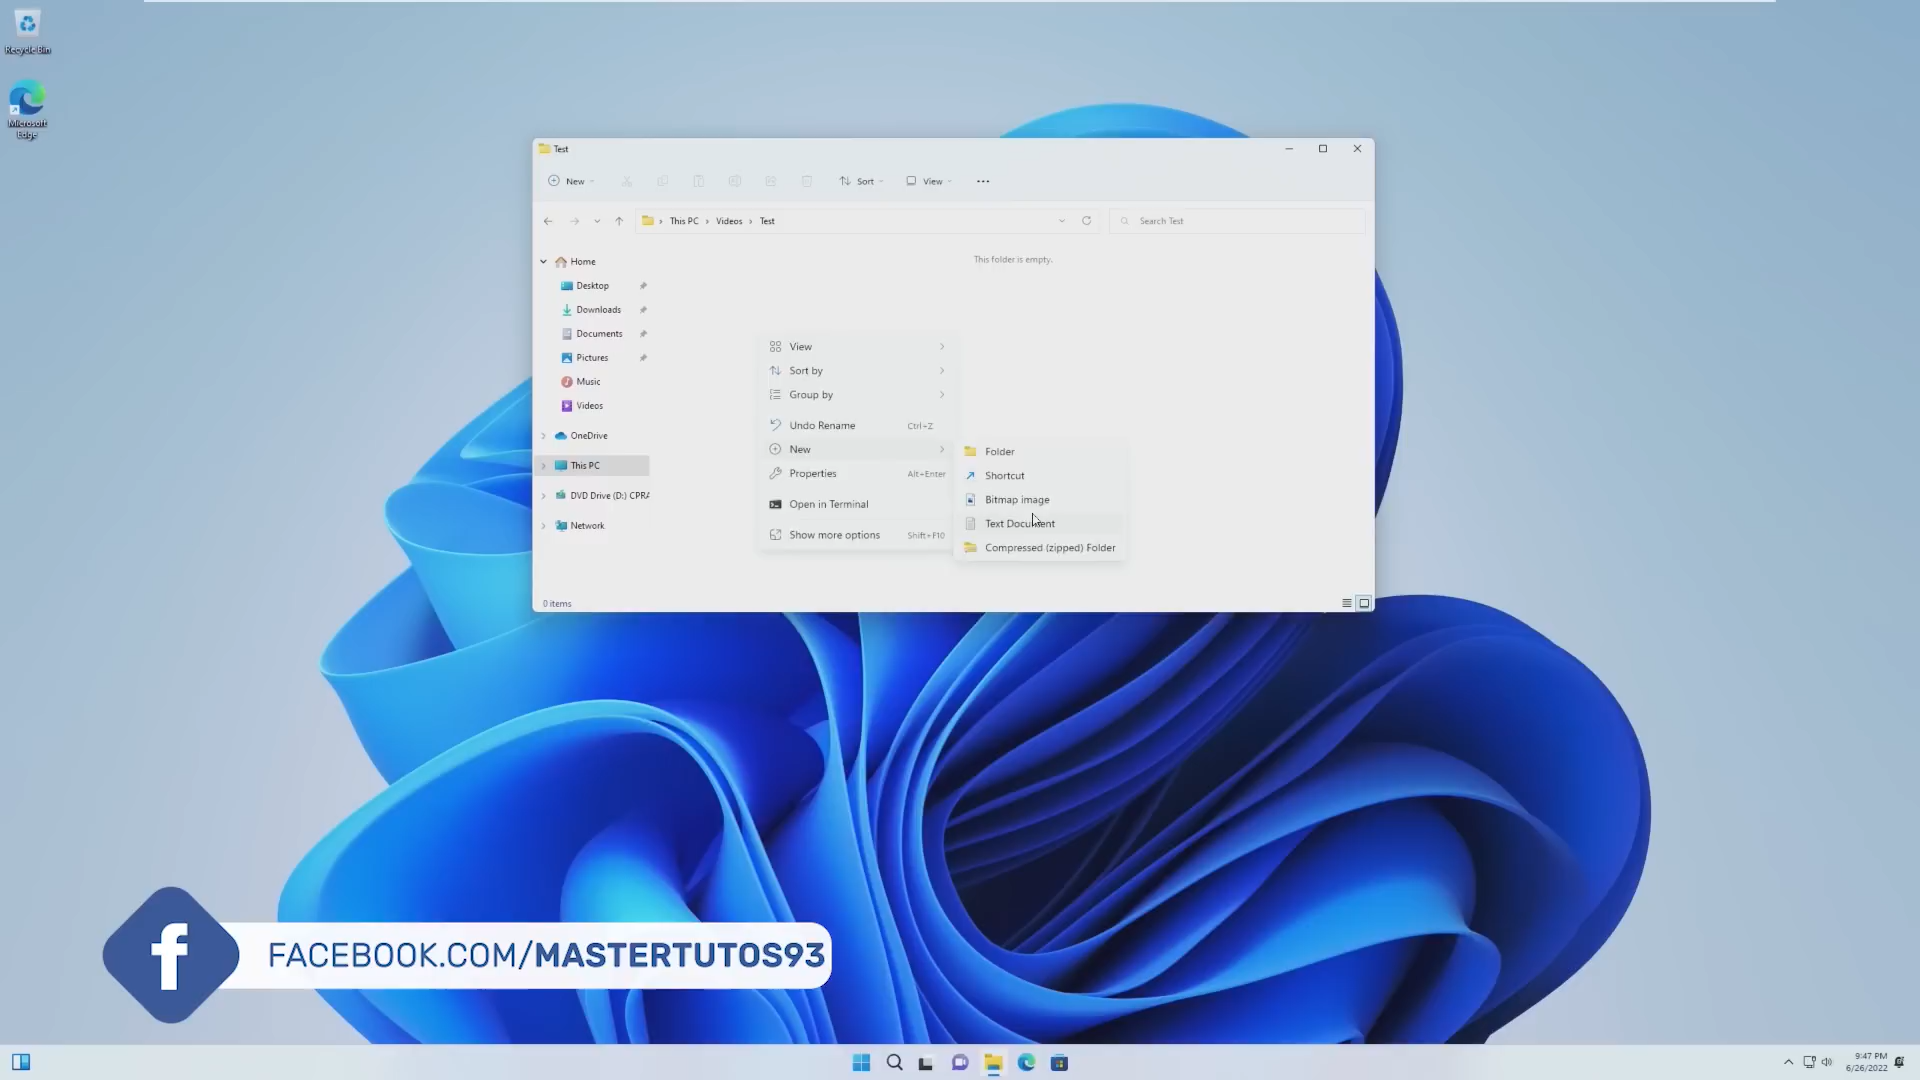 Recycle Bin
Microsoft
Edge
Test
New
Sort
View
This PC
Videos
Test
Search Test
Home
This folder is empty.
Desktop
Downloads
Documents
Pictures
Music
Videos
OneDrive
This PC
DVD Drive (D:) CPRA
Network
View
Sort by
Group by
Undo Rename Ctrl+Z
New
Properties Alt+Enter
Open in Terminal
Show more options Shift+F10
Folder
Shortcut
Bitmap image
Text Document
Compressed (zipped) Folder
0 items
f
FACEBOOK.COM/MASTERTUTOS93
9:47 PM
6/26/2022